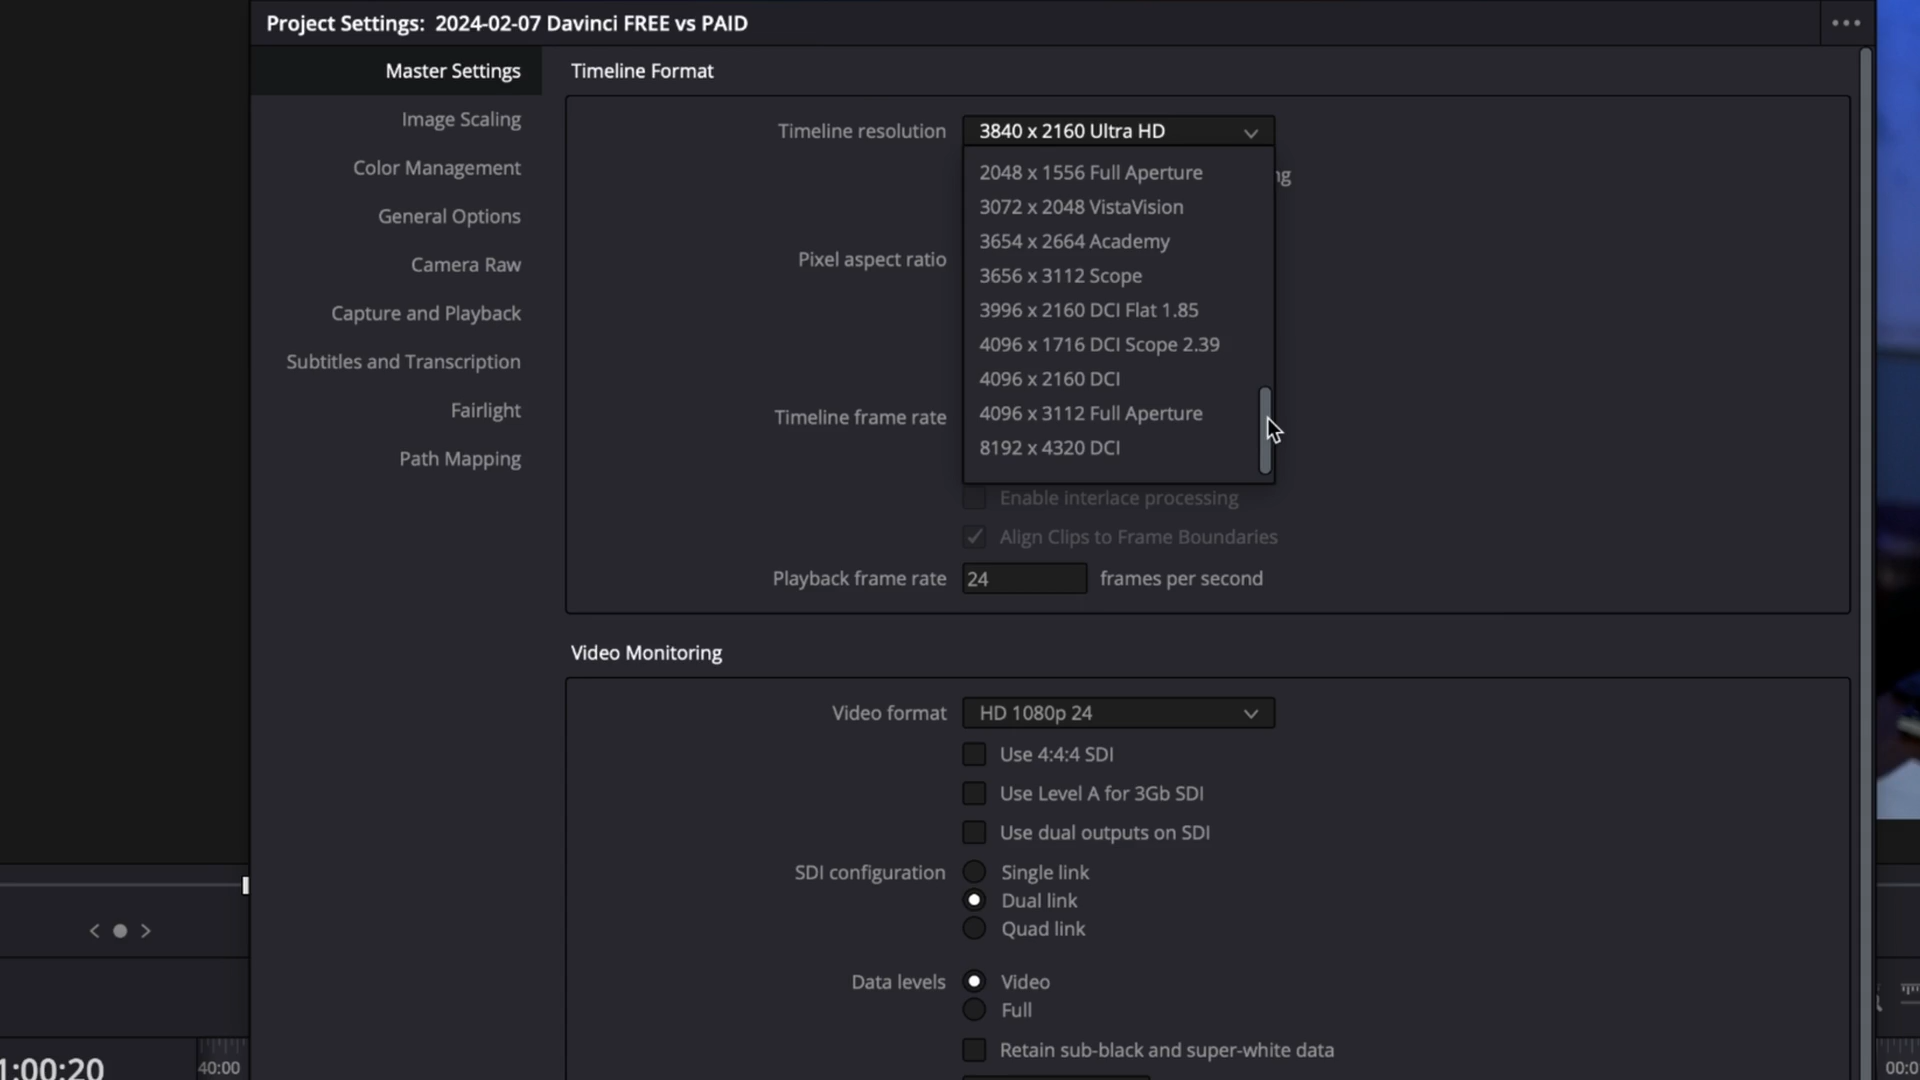 Project Settings: 2024-02-07 Davinci FREE vs PAID
Master Settings
Image Scaling
Color Management
General Options
Camera Raw
Capture and Playback
Subtitles and Transcription
Fairlight
Path Mapping
Timeline Format
Timeline resolution 3840 x 2160 Ultra HD
2048 x 1556 Full Aperture
ng
3072 x 2048 VistaVision
3654 x 2664 Academy
Pixel aspect ratio
3656 x 3112 Scope
3996 x 2160 DCI Flat 1.85
4096 x 1716 DCI Scope 2.39
4096 x 2160 DCI
4096 x 3112 Full Aperture
Timeline frame rate
8192 x 4320 DCI
Enable interlace processing
Align Clips to Frame Boundaries
Playback frame rate 24 frames per second
Video Monitoring
Video format HD 1080p 24
Use 4:4:4 SDI
Use Level A for 3Gb SDI
Use dual outputs on SDI
SDI configuration Single link
Dual link
Quad link
Data levels Video
Full
Retain sub-black and super-white data
1:00:20
40:00
00:0